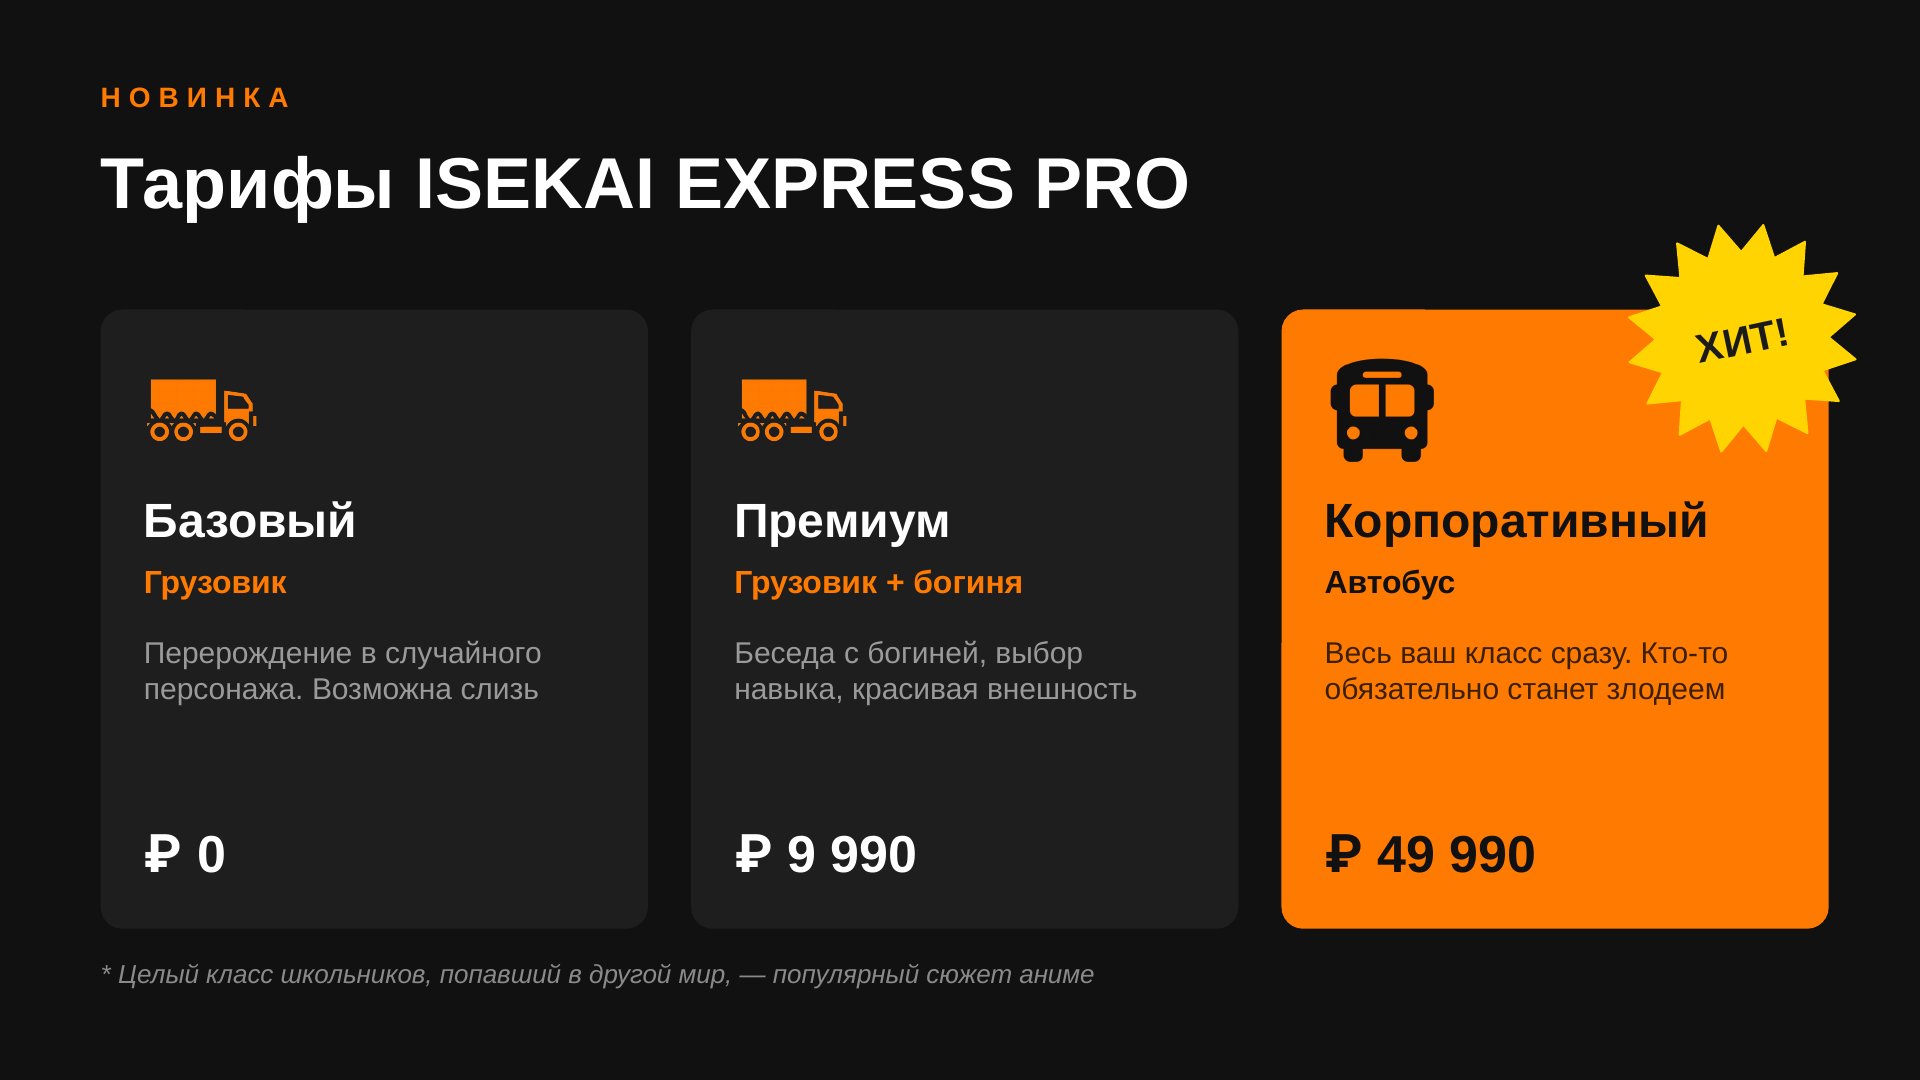 НОВИНКА
Тарифы ISEKAI EXPRESS PRO
ХИТ!
Базовый
Грузовик
Перерождение в случайного
персонажа. Возможна слизь
₽ 0
Премиум
Грузовик + богиня
Беседа с богиней, выбор
навыка, красивая внешность
₽ 9 990
Корпоративный
Автобус
Весь ваш класс сразу. Кто-то
обязательно станет злодеем
₽ 49 990
* Целый класс школьников, попавший в другой мир, — популярный сюжет аниме